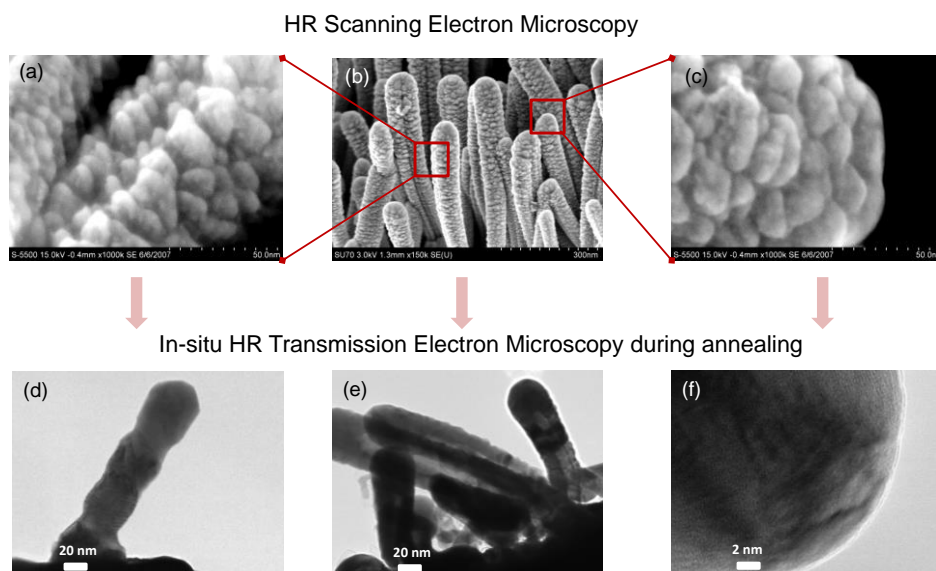 HR Scanning Electron Microscopy
(a)
(b)
(c)
S-5500 15.0kV -0.4mm x1000k SE 6/6/2007 50.0nm
SU70 3.0kV 1.3mm x150k SE(U) 300nm
S-5500 15.0kV -0.4mm x1000k SE 6/6/2007 50.0n
In-situ HR Transmission Electron Microscopy during annealing
(d)
(e)
(f)
20 nm
20 nm
2 nm